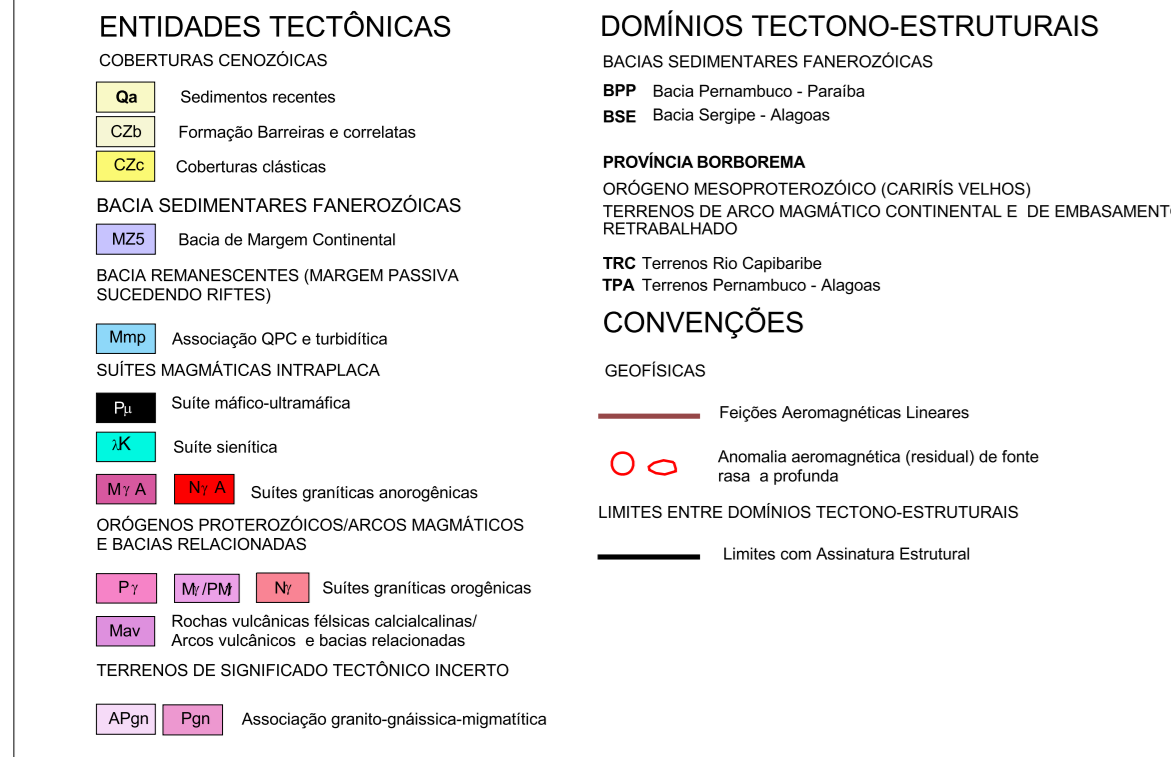 ENTIDADES TECTÔNICAS
COBERTURAS CENOZÓICAS
Qa Sedimentos recentes
CZb Formação Barreiras e correlatas
CZc Coberturas clásticas
BACIA SEDIMENTARES FANEROZÓICAS
MZ5 Bacia de Margem Continental
BACIA REMANESCENTES (MARGEM PASSIVA
SUCEDENDO RIFTES)
Mmp Associação QPC e turbidítica
SUÍTES MAGMÁTICAS INTRAPLACA
Pμ Suíte máfico-ultramáfica
λK Suíte sienítica
Mγ A Nγ A Suítes graníticas anorogênicas
ORÓGENOS PROTEROZÓICOS/ARCOS MAGMÁTICOS
E BACIAS RELACIONADAS
Pγ Mγ/PMγ Nγ Suítes graníticas orogênicas
Mav Rochas vulcânicas félsicas calcialcalinas/
Arcos vulcânicos e bacias relacionadas
TERRENOS DE SIGNIFICADO TECTÔNICO INCERTO
APgn Pgn Associação granito-gnáissica-migmatítica
DOMÍNIOS TECTONO-ESTRUTURAIS
BACIAS SEDIMENTARES FANEROZÓICAS
BPP Bacia Pernambuco - Paraíba
BSE Bacia Sergipe - Alagoas
PROVÍNCIA BORBOREMA
ORÓGENO MESOPROTEROZÓICO (CARIRÍS VELHOS)
TERRENOS DE ARCO MAGMÁTICO CONTINENTAL E DE EMBASAMENTO
RETRABALHADO
TRC Terrenos Rio Capibaribe
TPA Terrenos Pernambuco - Alagoas
CONVENÇÕES
GEOFÍSICAS
Feições Aeromagnéticas Lineares
Anomalia aeromagnética (residual) de fonte
rasa a profunda
LIMITES ENTRE DOMÍNIOS TECTONO-ESTRUTURAIS
Limites com Assinatura Estrutural